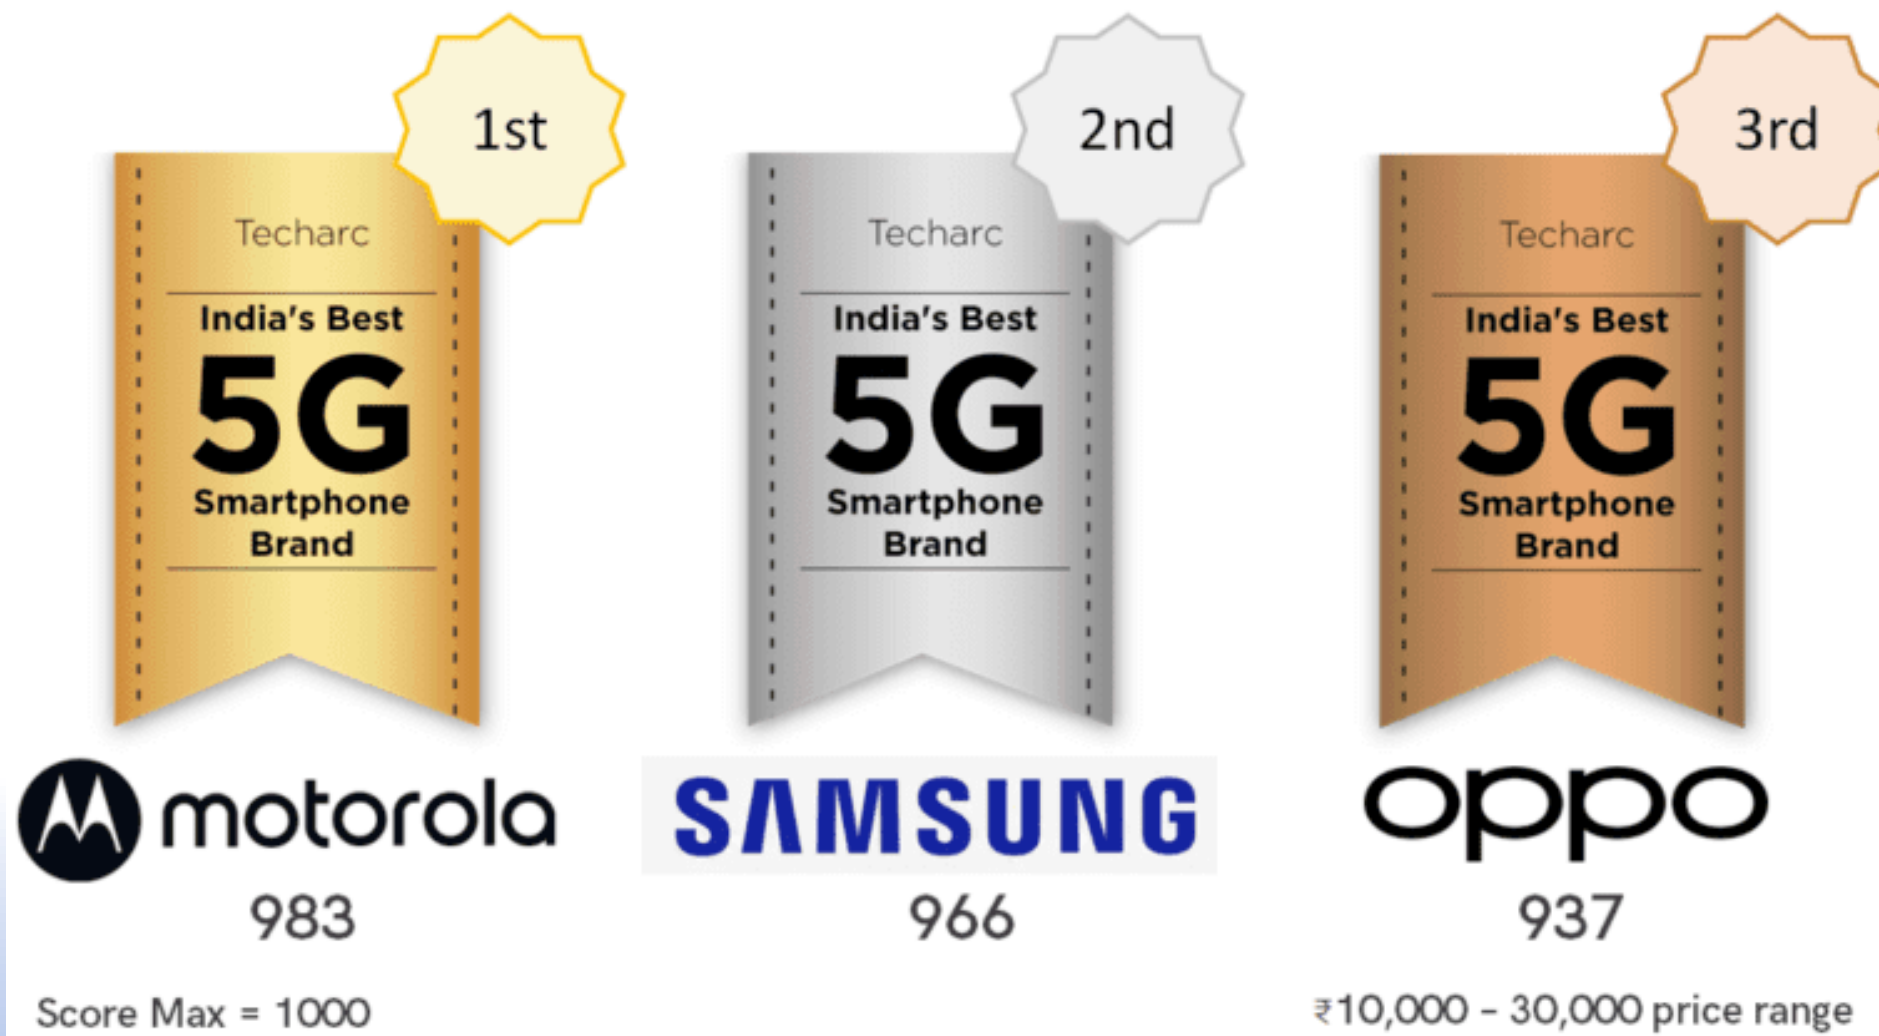 1st
Techarc
India's Best
5G
Smartphone
Brand
motorola
983
2nd
Techarc
India's Best
5G
Smartphone
Brand
SAMSUNG
966
3rd
Techarc
India's Best
5G
Smartphone
Brand
oppo
937
Score Max = 1000
₹10,000 – 30,000 price range